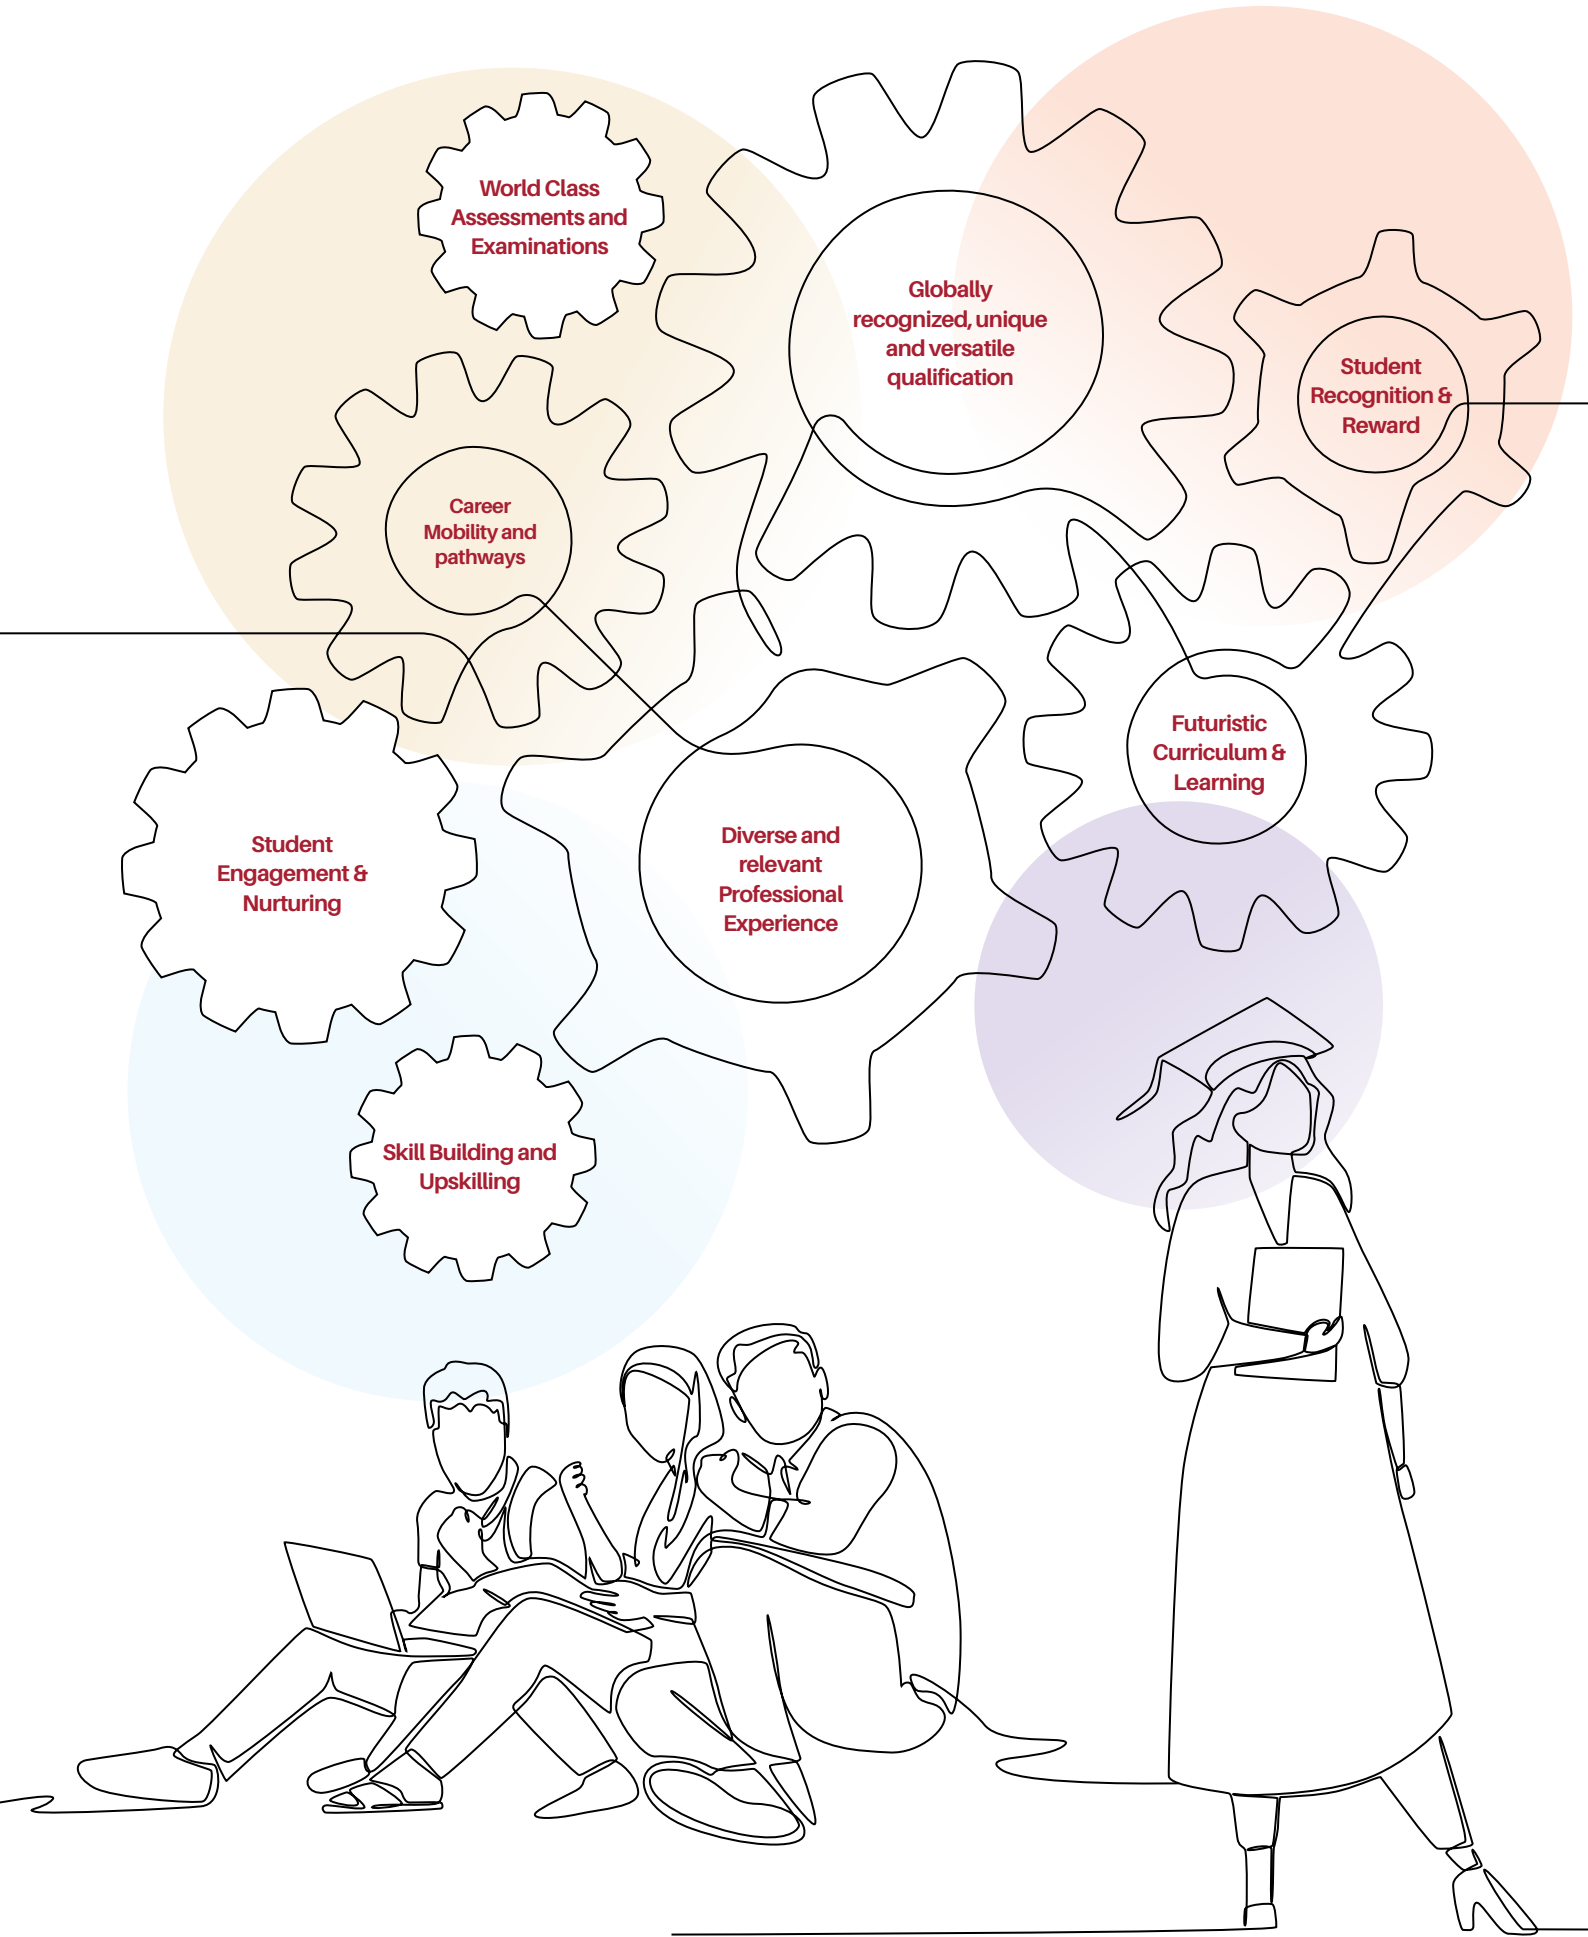 World Class
Assessments and
Examinations
Globally
recognized, unique
and versatile
qualification
Student
Recognition &
Reward
Career
Mobility and
pathways
Futuristic
Curriculum &
Learning
Student
Engagement &
Nurturing
Diverse and
relevant
Professional
Experience
Skill Building and
Upskilling